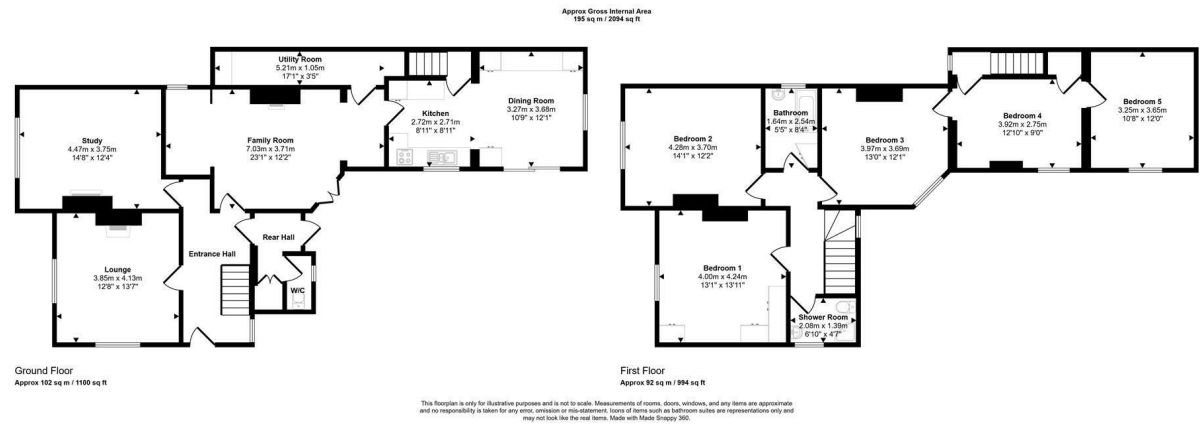 Approx Gross Internal Area
195 sq m / 2094 sq ft
Utility Room
5.21m x 1.05m
17'1" x 3'5"
Study
4.47m x 3.75m
14'8" x 12'4"
Family Room
7.03m x 3.71m
23'1" x 12'2"
Kitchen
2.72m x 2.71m
8'11" x 8'11"
Dining Room
3.27m x 3.68m
10'9" x 12'1"
Lounge
3.85m x 4.13m
12'8" x 13'7"
Entrance Hall
Rear Hall
W/C
Ground Floor
Approx 102 sq m / 1100 sq ft
Bedroom 2
4.28m x 3.70m
14'1" x 12'2"
Bathroom
1.64m x 2.54m
5'5" x 8'4"
Bedroom 3
3.97m x 3.69m
13'0" x 12'1"
Bedroom 4
3.92m x 2.75m
12'10" x 9'0"
Bedroom 5
3.25m x 3.65m
10'8" x 12'0"
Bedroom 1
4.00m x 4.24m
13'1" x 13'11"
Shower Room
2.08m x 1.39m
6'10" x 4'7"
First Floor
Approx 92 sq m / 994 sq ft
This floorplan is only for illustrative purposes and is not to scale. Measurements of rooms, doors, windows, and any items are approximate
and no responsibility is taken for any error, omission or mis-statement. Icons of items such as bathroom suites are representations only and
may not look like the real items. Made with Made Snappy 360.